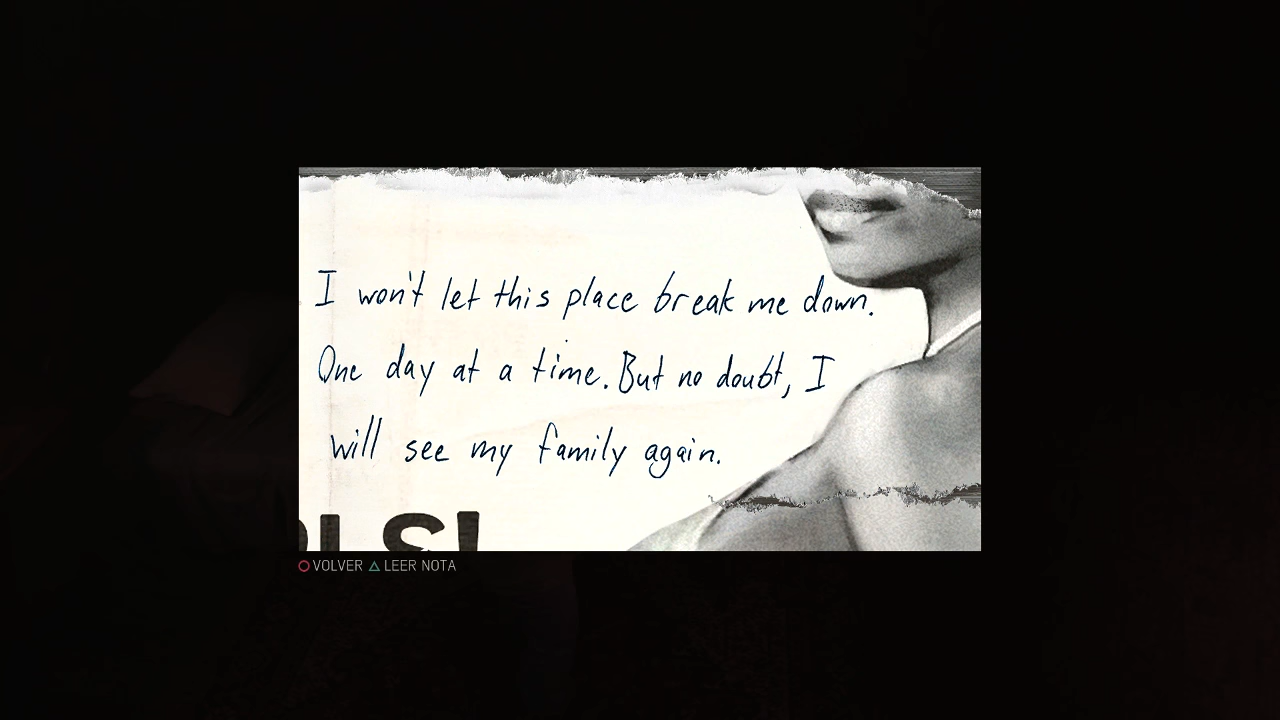 I won't let this place break me down.
One day at a time. But no doubt, I
will see my family again.
LS!
VOLVER LEER NOTA